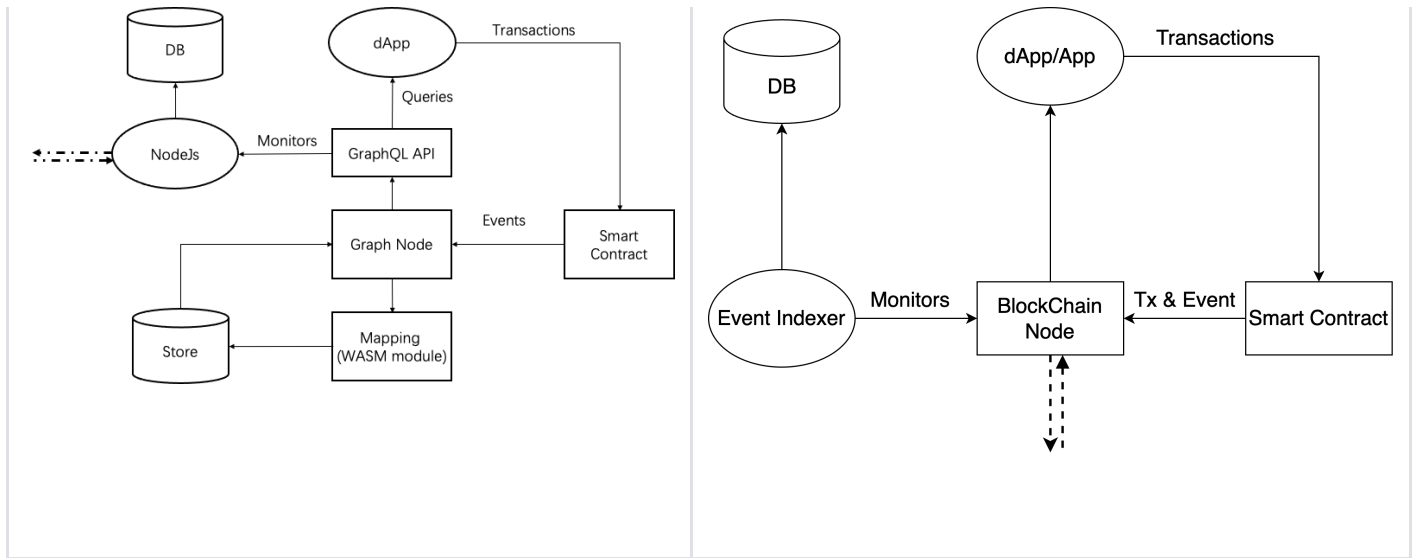 DB
dApp
Transactions
Queries
NodeJs
Monitors
GraphQL API
Graph Node
Events
Smart
Contract
Store
Mapping
(WASM module)
DB
dApp/App
Transactions
Event Indexer
Monitors
BlockChain
Node
Tx & Event
Smart Contract